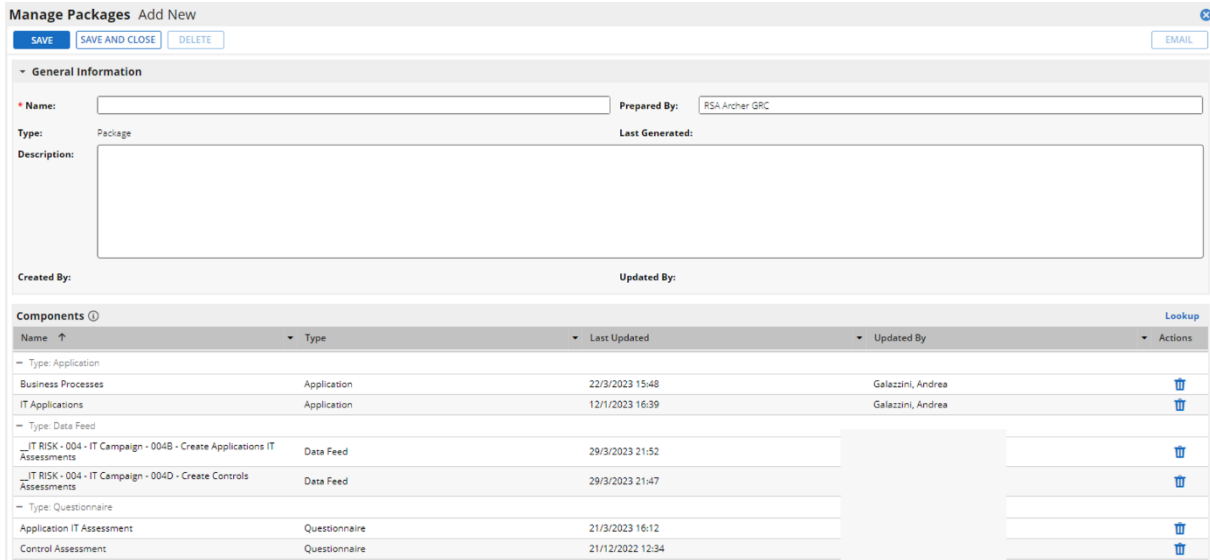 Manage Packages Add New
SAVE SAVE AND CLOSE DELETE EMAIL
General Information
* Name: Prepared By: RSA Archer GRC
Type: Package Last Generated:
Description:
Created By: Updated By:
Components Lookup
Name Type Last Updated Updated By Actions
Type: Application
Business Processes Application 22/3/2023 15:48 Galazzini, Andrea
IT Applications Application 12/1/2023 16:39 Galazzini, Andrea
Type: Data Feed
__IT RISK - 004 - IT Campaign - 004B - Create Applications IT
Assessments Data Feed 29/3/2023 21:52
__IT RISK - 004 - IT Campaign - 004D - Create Controls
Assessments Data Feed 29/3/2023 21:47
Type: Questionnaire
Application IT Assessment Questionnaire 21/3/2023 16:12
Control Assessment Questionnaire 21/12/2022 12:34